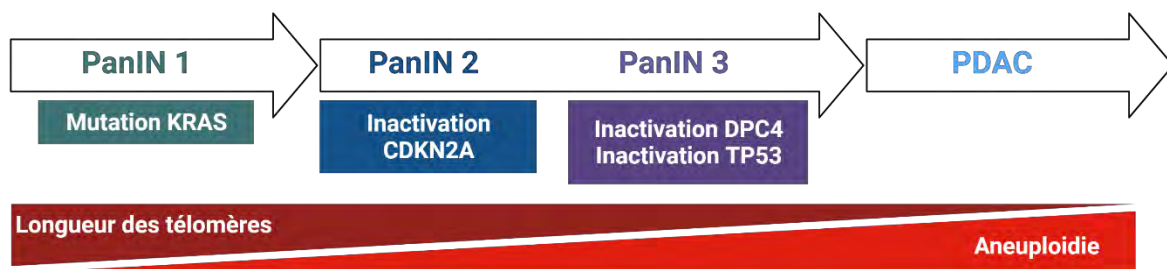 PanIN 1
PanIN 2
PanIN 3
PDAC
Mutation KRAS
Inactivation
CDKN2A
Inactivation DPC4
Inactivation TP53
Longueur des télomères
Aneuploidie